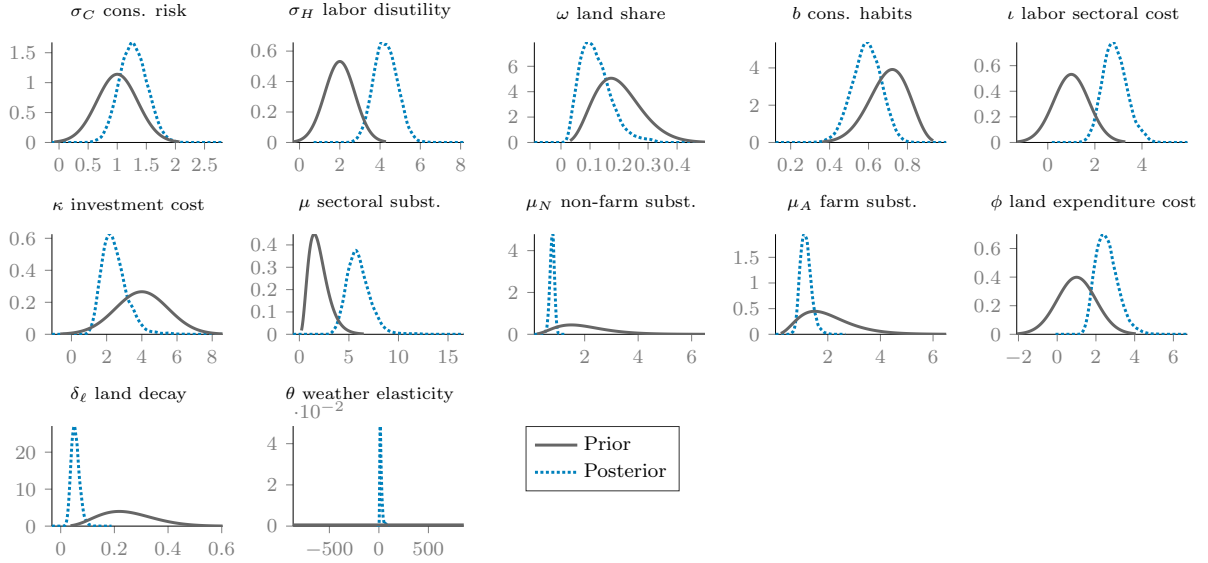 σ_C cons. risk
σ_H labor disutility
ω land share
b cons. habits
ι labor sectoral cost
1.5
1
0.5
0
0 0.5 1 1.5 2 2.5
0.6
0.4
0.2
0
0 2 4 6 8
6
4
2
0
0 0.1 0.2 0.3 0.4
4
2
0
0.2 0.4 0.6 0.8
0.6
0.4
0.2
0
0 2 4
κ investment cost
μ sectoral subst.
μ_N non-farm subst.
μ_A farm subst.
ϕ land expenditure cost
0.6
0.4
0.2
0
0 2 4 6 8
0.4
0.3
0.2
0.1
0
0 5 10 15
4
2
0
2 4 6
1.5
1
0.5
0
2 4 6
0.6
0.4
0.2
0
−2 0 2 4 6
δ_ℓ land decay
θ weather elasticity
20
10
0
0 0.2 0.4 0.6
·10⁻²
4
2
0
−500 0 500
Prior
Posterior